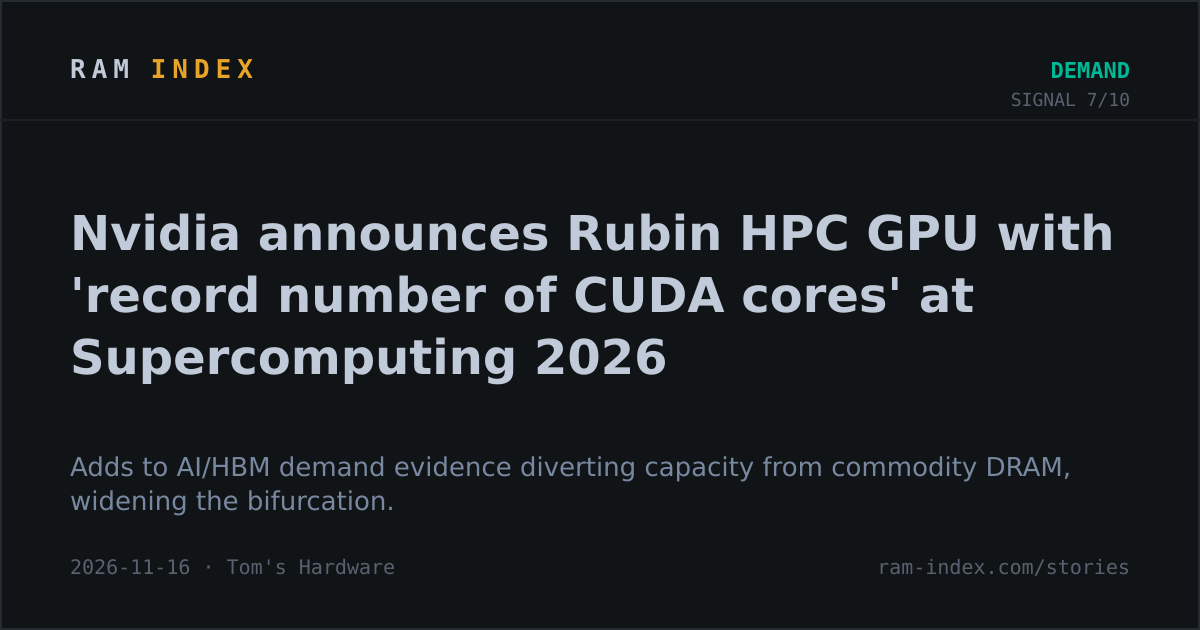 RAM INDEX
DEMAND
SIGNAL 7/10
Nvidia announces Rubin HPC GPU with
'record number of CUDA cores' at
Supercomputing 2026
Adds to AI/HBM demand evidence diverting capacity from commodity DRAM,
widening the bifurcation.
2026-11-16 · Tom's Hardware
ram-index.com/stories